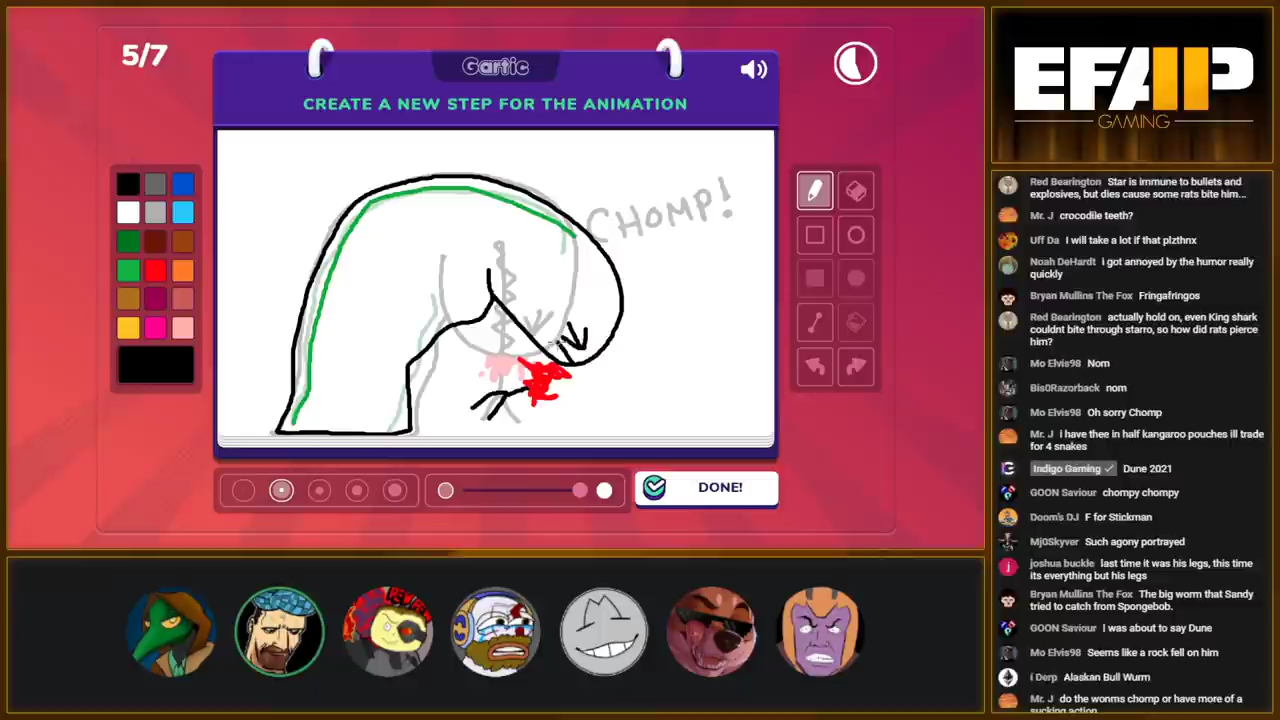 5/7
Gartic
CREATE A NEW STEP FOR THE ANIMATION
CHOMP!
DONE!
EFAP
GAMING
Red Bearington Star is immune to bullets and
explosives, but dies cause some rats bite him...
Mr. J crocodile teeth?
Uff Da I will take a lot if that plzthnx
Noah DeHardt i got annoyed by the humor really
quickly
Bryan Mullins The Fox Fringafringos
Red Bearington actually hold on, even King shark
couldnt bite through starro, so how did rats pierce
him?
Mo Elvis98 Nom
Bis0Razorback nom
Mo Elvis98 Oh sorry Chomp
Mr. J i have thee in half kangaroo pouches ill trade
for 4 snakes
Indigo Gaming Dune 2021
GOON Saviour chompy chompy
Doom's DJ F for Stickman
Mj0Skyver Such agony portrayed
joshua buckle last time it was his legs, this time
its everything but his legs
Bryan Mullins The Fox The big worm that Sandy
tried to catch from Spongebob.
GOON Saviour I was about to say Dune
Mo Elvis98 Seems like a rock fell on him
i Derp Alaskan Bull Wurm
Mr. J do the wonms chomp or have more of a
sucking action